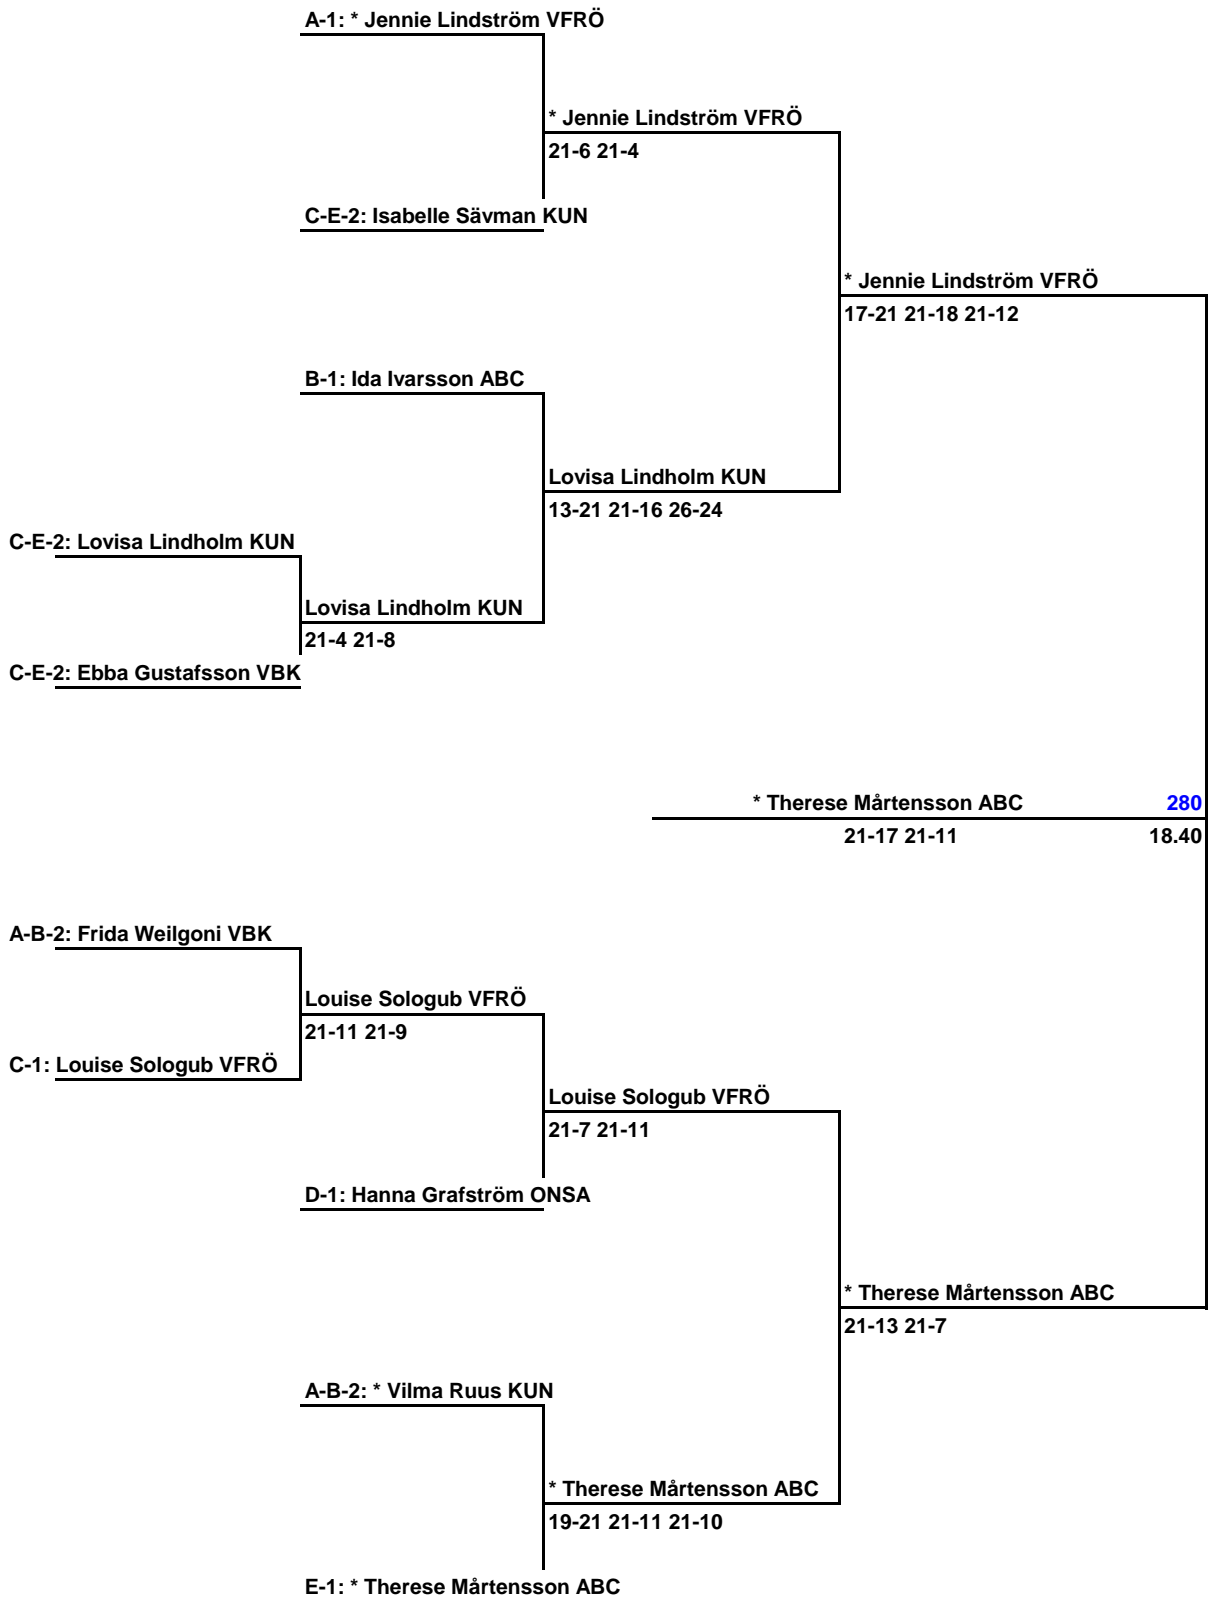 A-1: * Jennie Lindström VFRÖ
* Jennie Lindström VFRÖ
21-6 21-4
C-E-2: Isabelle Sävman KUN
* Jennie Lindström VFRÖ
17-21 21-18 21-12
B-1: Ida Ivarsson ABC
Lovisa Lindholm KUN
13-21 21-16 26-24
C-E-2: Lovisa Lindholm KUN
Lovisa Lindholm KUN
21-4 21-8
C-E-2: Ebba Gustafsson VBK
* Therese Mårtensson ABC 280
21-17 21-11 18.40
A-B-2: Frida Weilgoni VBK
Louise Sologub VFRÖ
21-11 21-9
C-1: Louise Sologub VFRÖ
Louise Sologub VFRÖ
21-7 21-11
D-1: Hanna Grafström ONSA
* Therese Mårtensson ABC
21-13 21-7
A-B-2: * Vilma Ruus KUN
* Therese Mårtensson ABC
19-21 21-11 21-10
E-1: * Therese Mårtensson ABC